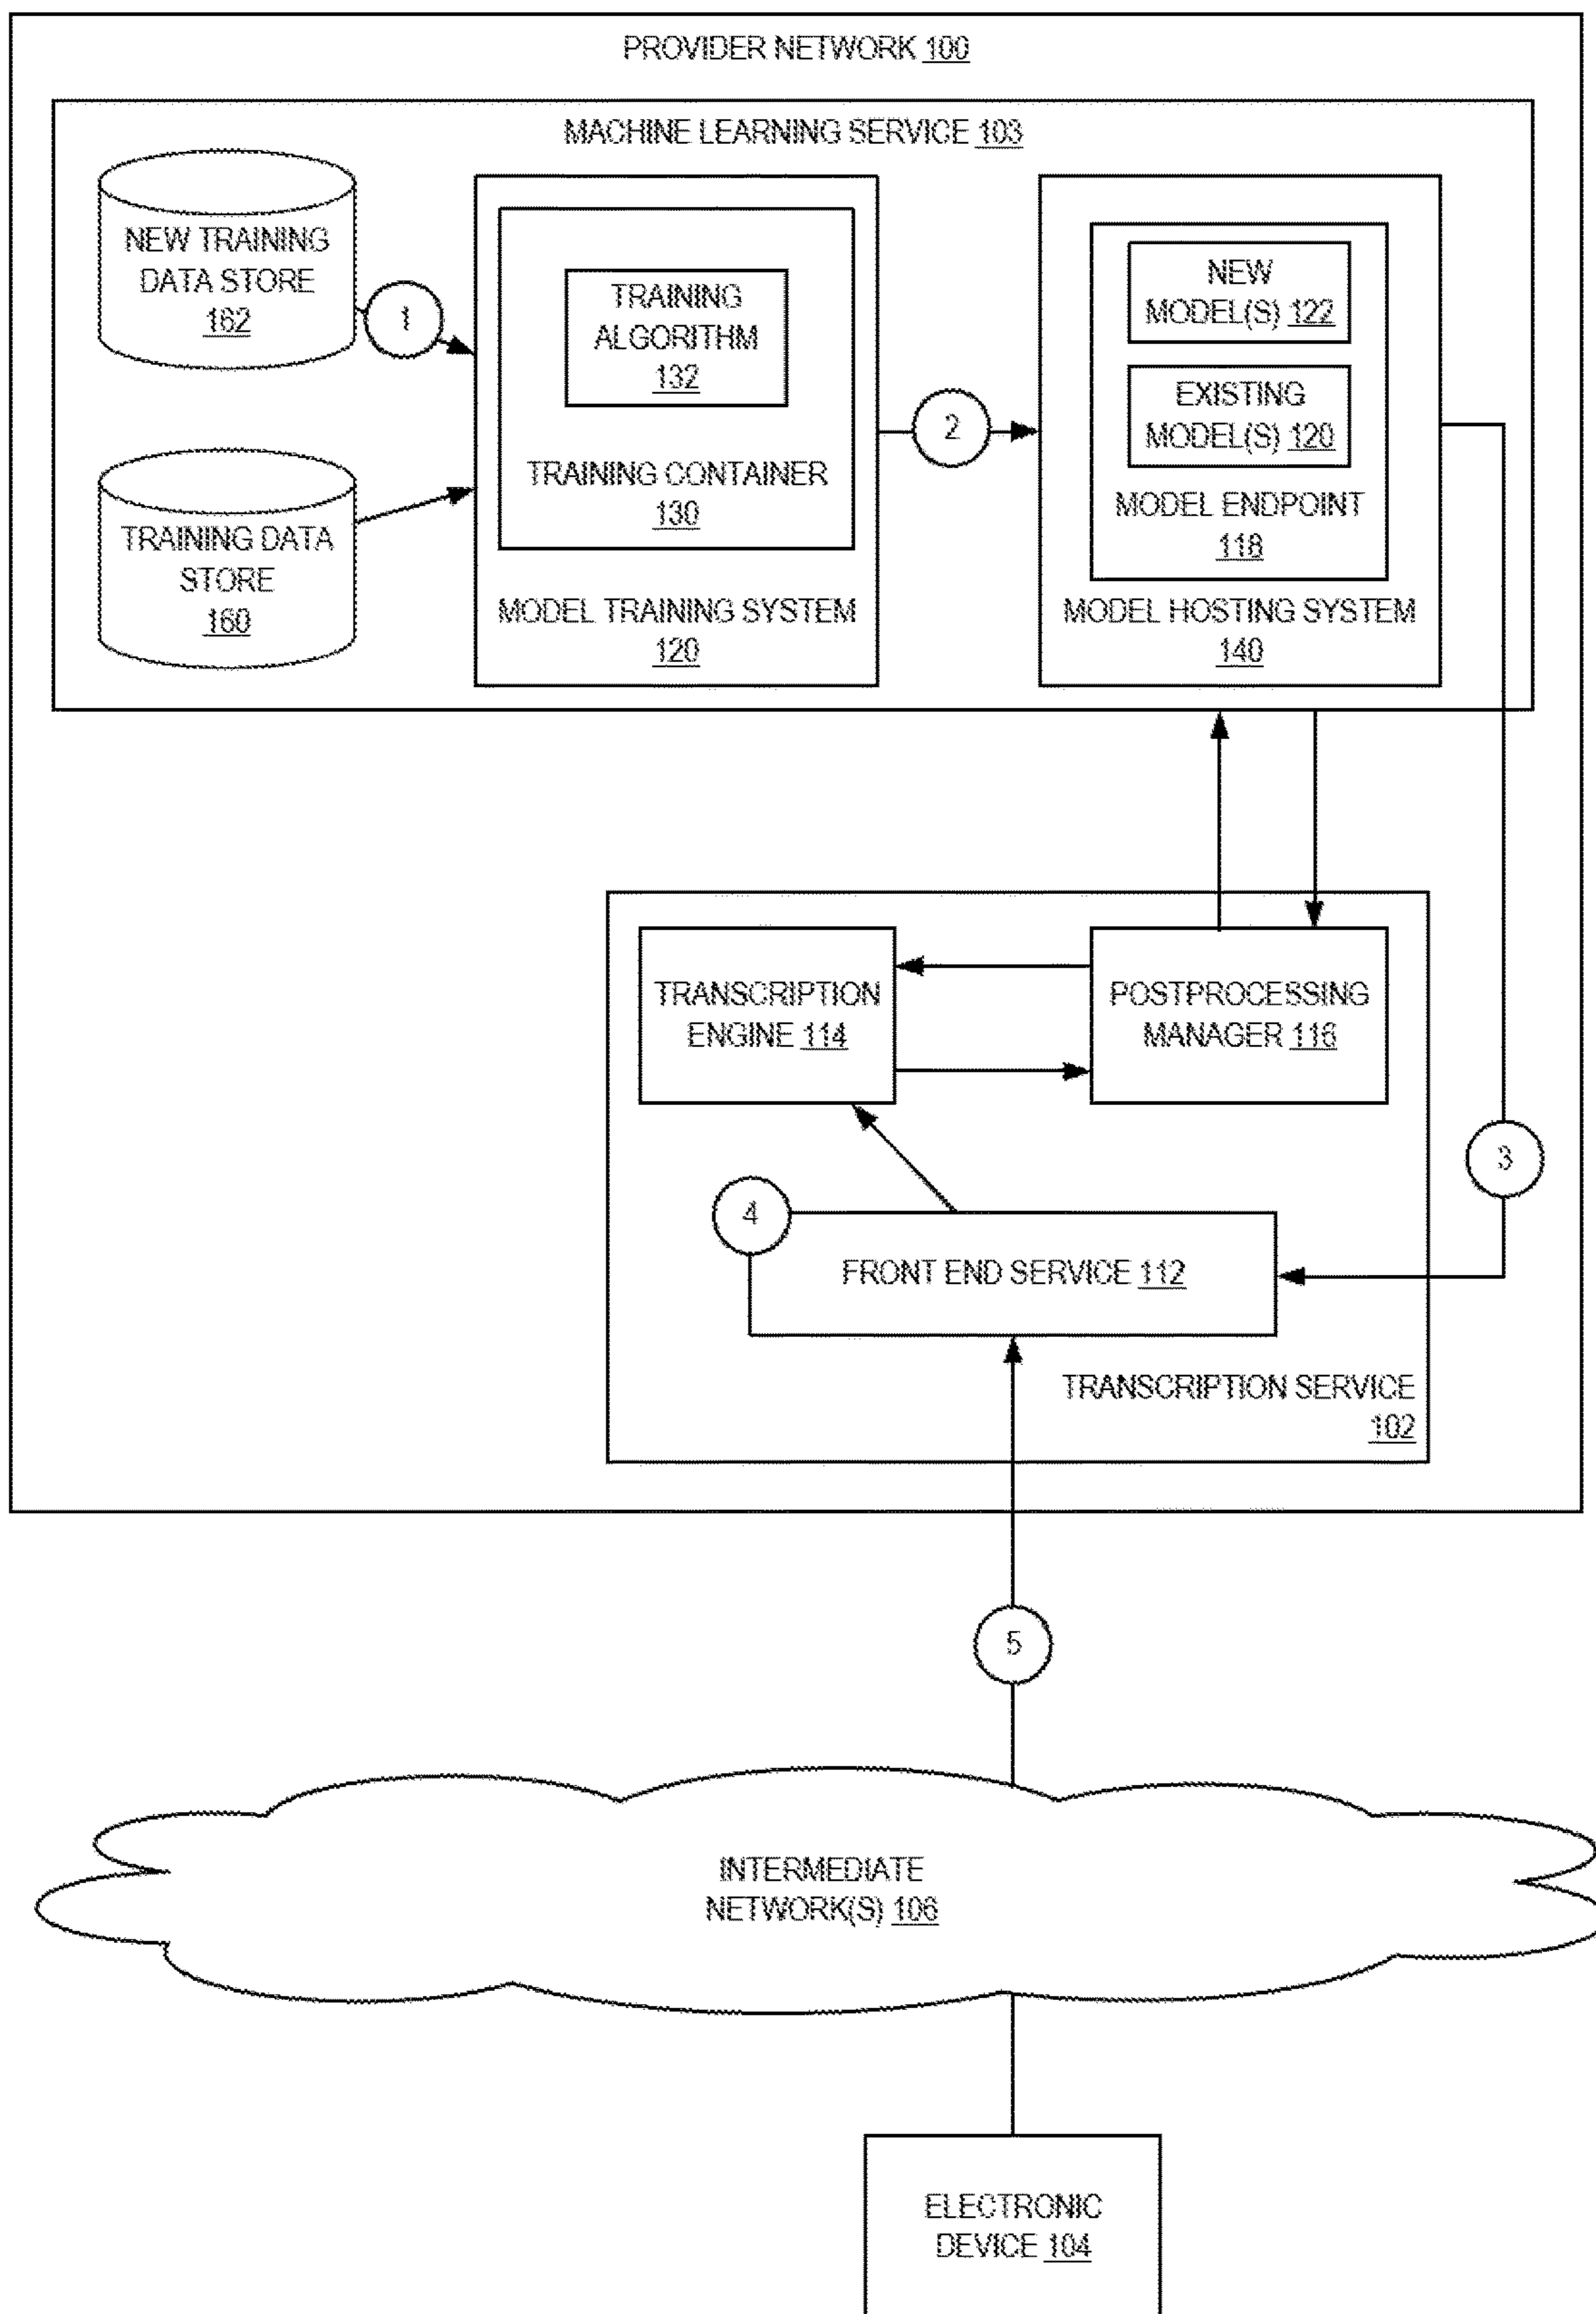 PROVIDER NETWORK 100
MACHINE LEARNING SERVICE 103
NEW TRAINING
DATA STORE
162
1
TRAINING DATA
STORE
160
TRAINING
ALGORITHM
132
TRAINING CONTAINER
130
MODEL TRAINING SYSTEM
120
2
NEW
MODEL(S) 122
EXISTING
MODEL(S) 120
MODEL ENDPOINT
118
MODEL HOSTING SYSTEM
140
TRANSCRIPTION
ENGINE 114
POSTPROCESSING
MANAGER 116
3
4
FRONT END SERVICE 112
TRANSCRIPTION SERVICE
102
5
INTERMEDIATE
NETWORK(S) 106
ELECTRONIC
DEVICE 104